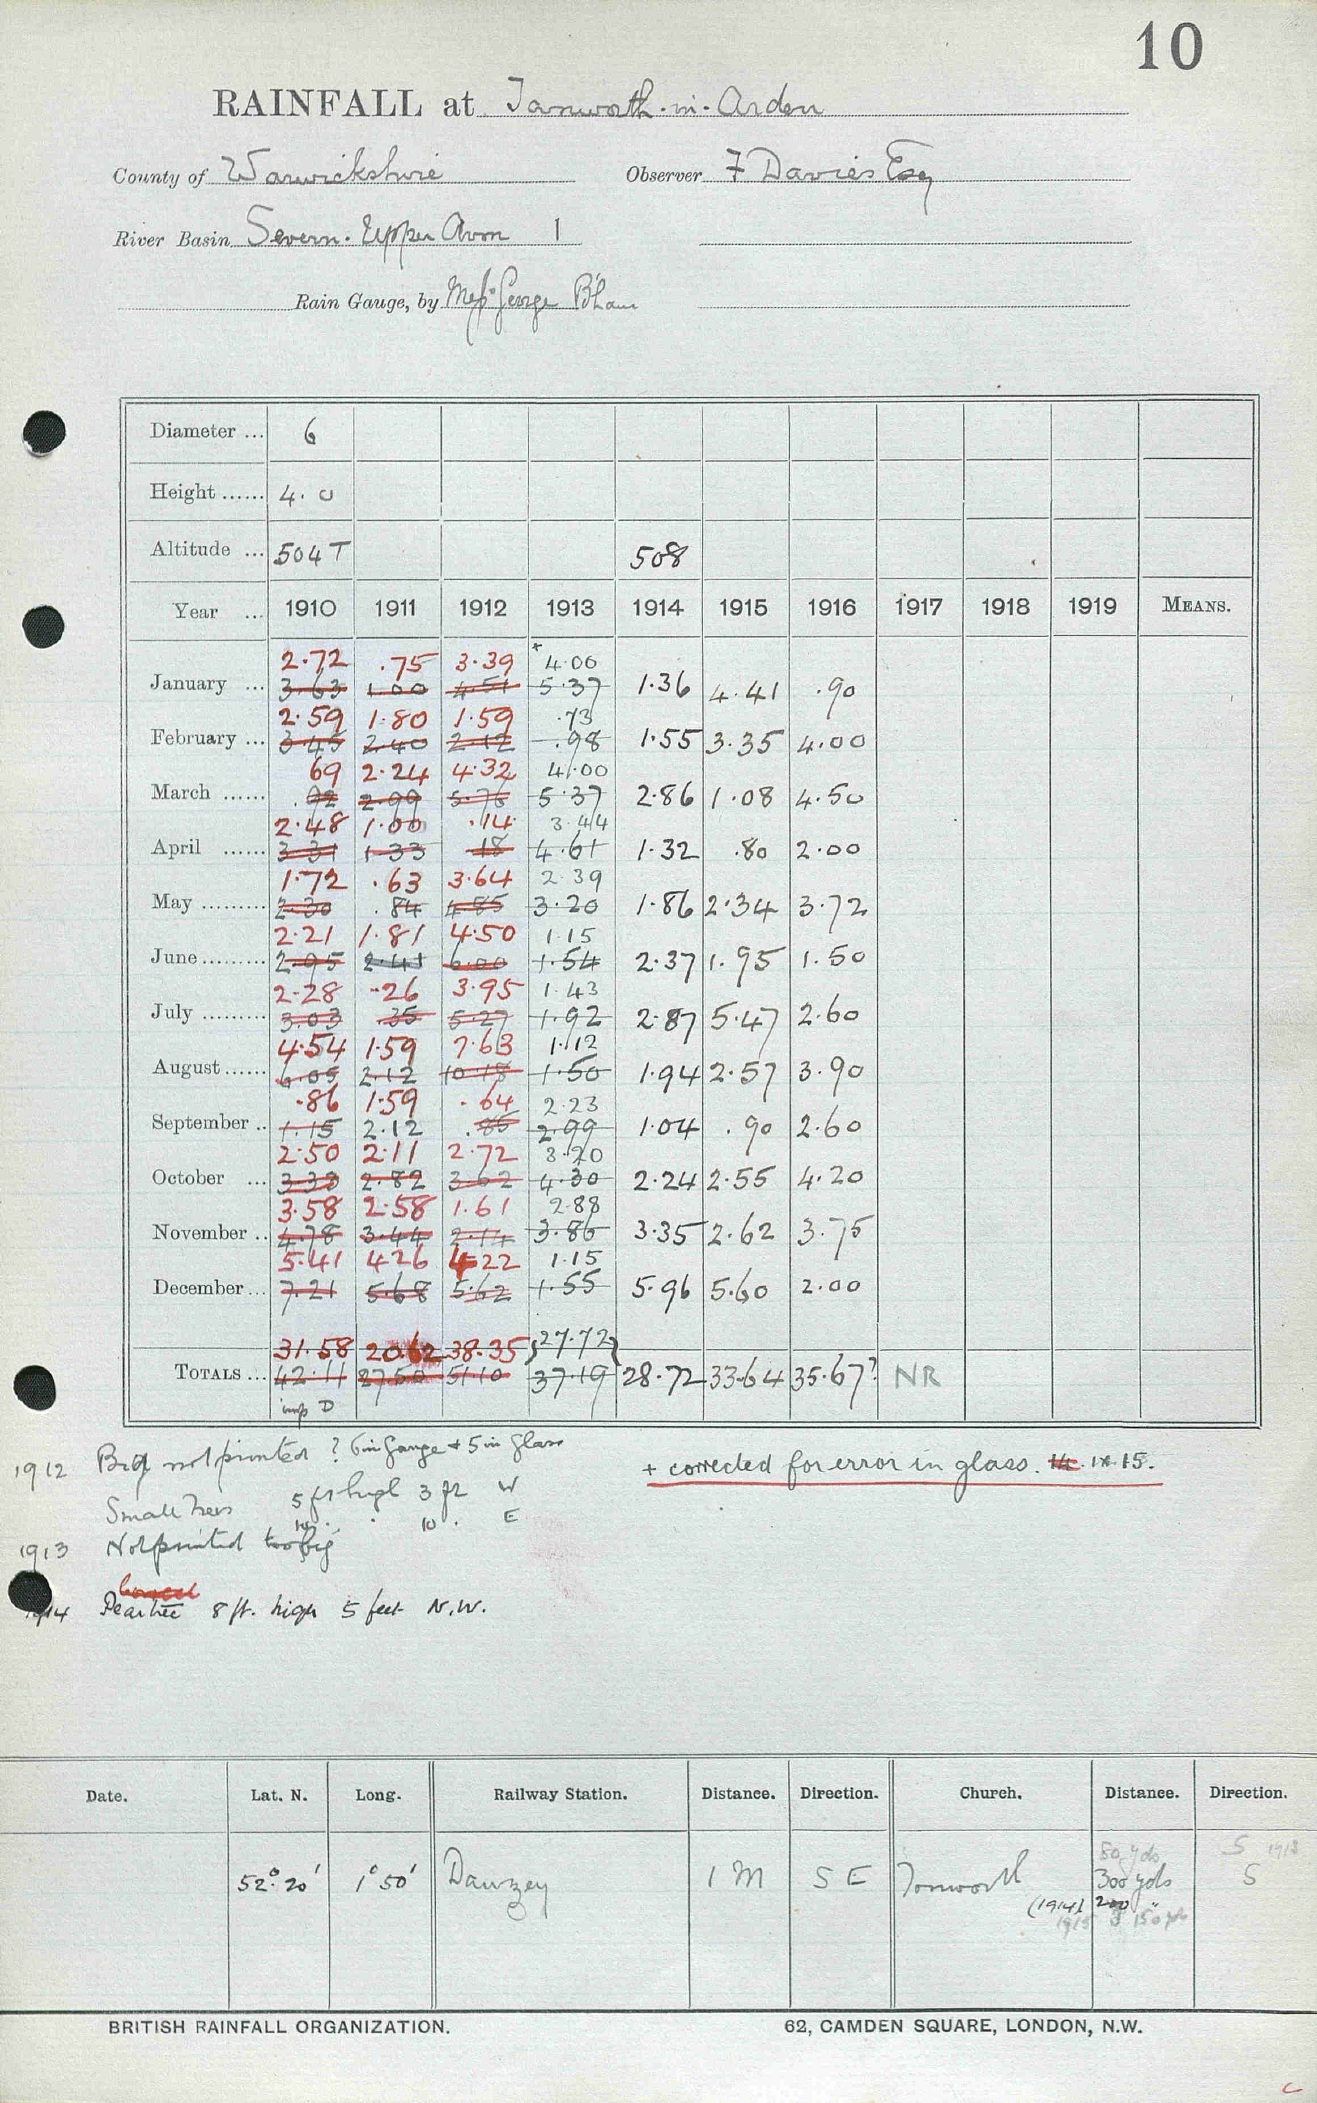 10
RAINFALL at Tanworth-in-Arden
County of Warwickshire Observer F Davies Esq
River Basin Severn. Upper Avon 1
Rain Gauge, by Messrs George B'ham
Diameter ... 6
Height ...... 4.0
Altitude ... 504 T 508
Year ... 1910 1911 1912 1913 1914 1915 1916 1917 1918 1919 MEANS.
2.72 .75 3.39 + 4.00
January ... 3.63 1.00 4.51 5.37 1.36 4.41 .90
2.59 1.80 1.59 .73
February ... 3.45 2.40 2.12 .98 1.55 3.35 4.00
69 2.24 4.32 4.00
March ...... .92 2.99 5.76 5.37 2.86 1.08 4.50
2.48 1.00 .14 3.44
April ...... 3.31 1.33 18 4.61 1.32 .80 2.00
1.72 .63 3.64 2.39
May ......... 2.30 .84 4.85 3.20 1.86 2.34 3.72
2.21 1.81 4.50 1.15
June ......... 2.95 2.41 6.00 1.54 2.37 1.95 1.50
2.28 .26 3.95 1.43
July ......... 3.03 35 5.27 1.92 2.87 5.47 2.60
4.54 1.59 7.63 1.12
August ...... 6.05 2.12 10.18 1.50 1.94 2.57 3.90
.86 1.59 .64 2.23
September .. 1.15 2.12 .86 2.99 1.04 .90 2.60
2.50 2.11 2.72 3.20
October ... 3.33 2.82 3.62 4.30 2.24 2.55 4.20
3.58 2.58 1.61 2.88
November .. 4.78 3.44 2.14 3.86 3.35 2.62 3.75
5.41 4.26 4.22 1.15
December ... 7.21 5.68 5.62 1.55 5.96 5.60 2.00
31.58 20.62 38.35 27.72
TOTALS ... 42.11 27.50 51.10 37.19 28.72 33.64 35.67? NR
imp D
1912 Big not printed ? 6 in Gauge + 5 in Glass
+ corrected for error in glass. 14. IX 15.
Small trees 5 ft high 3 ft W
10 . . 10 . E
1913 Not printed too big
1914 Peartree 8 ft. high 5 feet N.W.
Date. Lat. N. Long. Railway Station. Distance. Direction. Church. Distance. Direction.
80 yds S 1913
52° 20' 1° 50' Danzey 1 M S E Tanworth 300 yds S
(1914) 200 "
1915 150 yds
BRITISH RAINFALL ORGANIZATION. 62, CAMDEN SQUARE, LONDON, N.W.
C